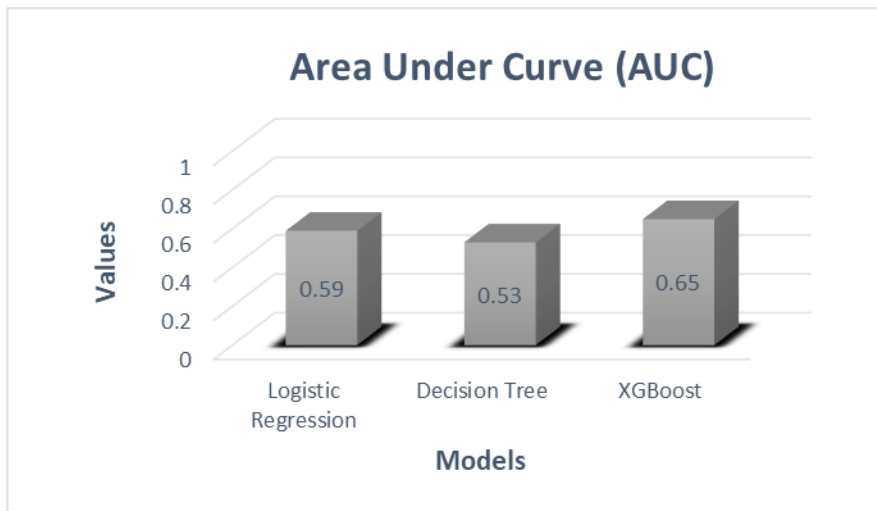 Area Under Curve (AUC)
Values
1
0.8
0.6
0.4
0.2
0
0.59
0.53
0.65
Logistic
Regression
Decision Tree
XGBoost
Models